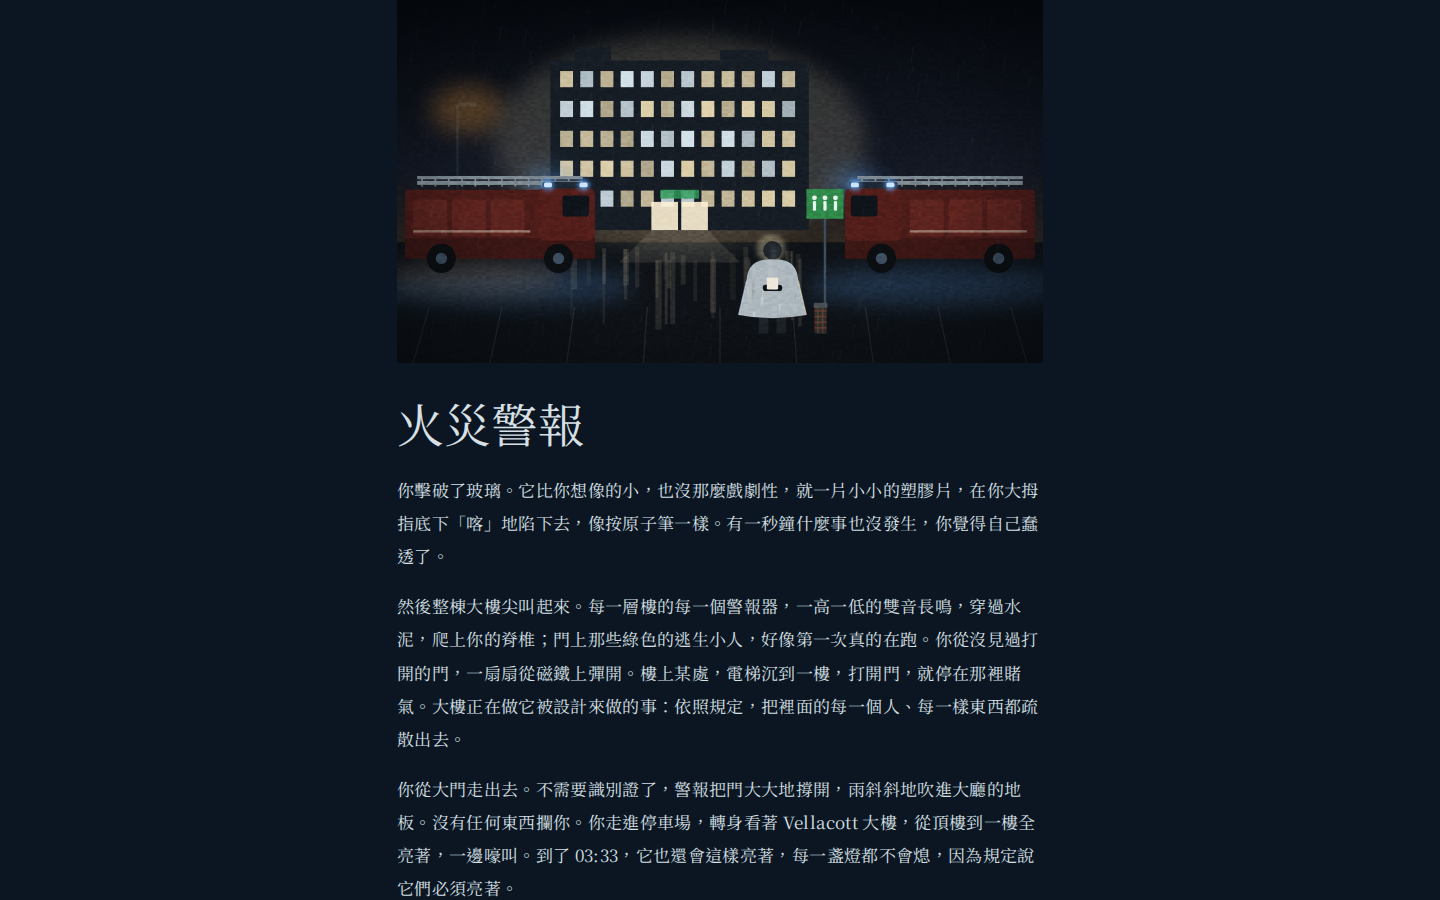 火災警報
你擊破了玻璃。它比你想像的小，也沒那麼戲劇性，就一片小小的塑膠片，在你大拇
指底下「喀」地陷下去，像按原子筆一樣。有一秒鐘什麼事也沒發生，你覺得自己蠢
透了。
然後整棟大樓尖叫起來。每一層樓的每一個警報器，一高一低的雙音長鳴，穿過水
泥，爬上你的脊椎；門上那些綠色的逃生小人，好像第一次真的在跑。你從沒見過打
開的門，一扇扇從磁鐵上彈開。樓上某處，電梯沉到一樓，打開門，就停在那裡賭
氣。大樓正在做它被設計來做的事：依照規定，把裡面的每一個人、每一樣東西都疏
散出去。
你從大門走出去。不需要識別證了，警報把門大大地撐開，雨斜斜地吹進大廳的地
板。沒有任何東西攔你。你走進停車場，轉身看著 Vellacott 大樓，從頂樓到一樓全
亮著，一邊嚎叫。到了 03:33，它也還會這樣亮著，每一盞燈都不會熄，因為規定說
它們必須亮著。